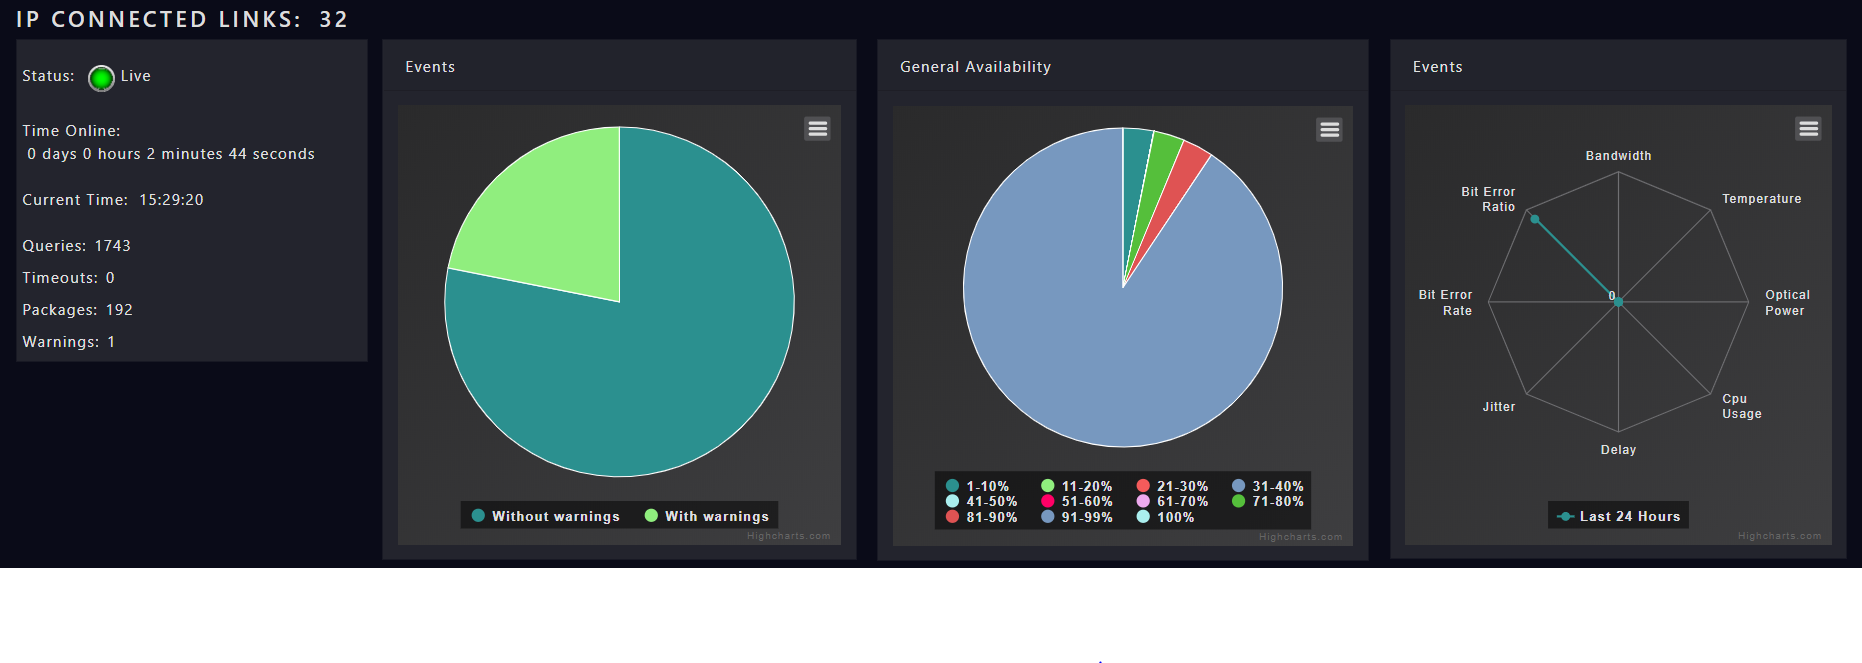 IP CONNECTED LINKS: 32
Status: Live
Time Online:
0 days 0 hours 2 minutes 44 seconds
Current Time: 15:29:20
Queries: 1743
Timeouts: 0
Packages: 192
Warnings: 1
Events
Without warnings With warnings
Highcharts.com
General Availability
1-10% 11-20% 21-30% 31-40%
41-50% 51-60% 61-70% 71-80%
81-90% 91-99% 100%
Highcharts.com
Events
Bandwidth
Temperature
Optical
Power
Cpu
Usage
Delay
Jitter
Bit Error
Rate
Bit Error
Ratio
0
Last 24 Hours
Highcharts.com